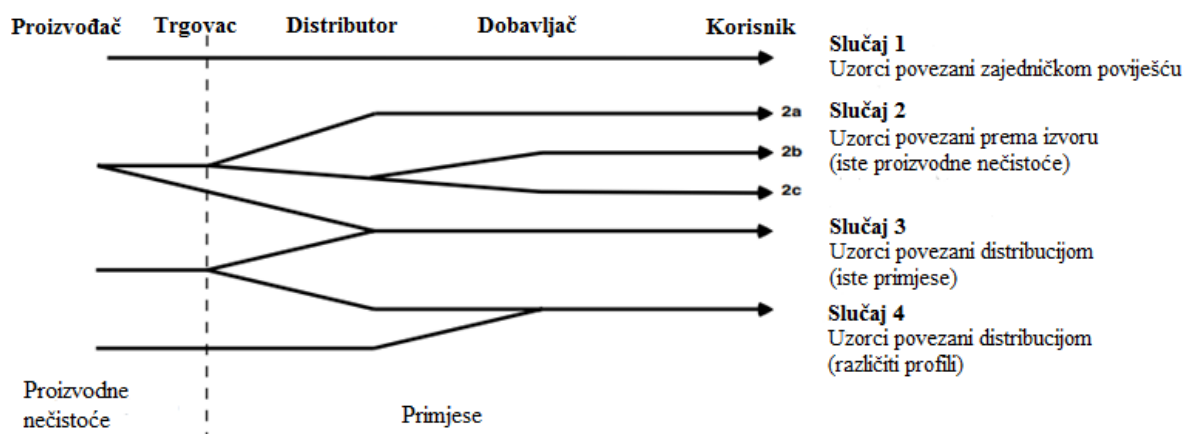 Proizvođač Trgovac Distributor Dobavljač Korisnik
Slučaj 1
Uzorci povezani zajedničkom poviješću
2a
Slučaj 2
Uzorci povezani prema izvoru
(iste proizvodne nečistoće)
2b
2c
Slučaj 3
Uzorci povezani distribucijom
(iste primjese)
Slučaj 4
Uzorci povezani distribucijom
(različiti profili)
Proizvodne
nečistoće
Primjese